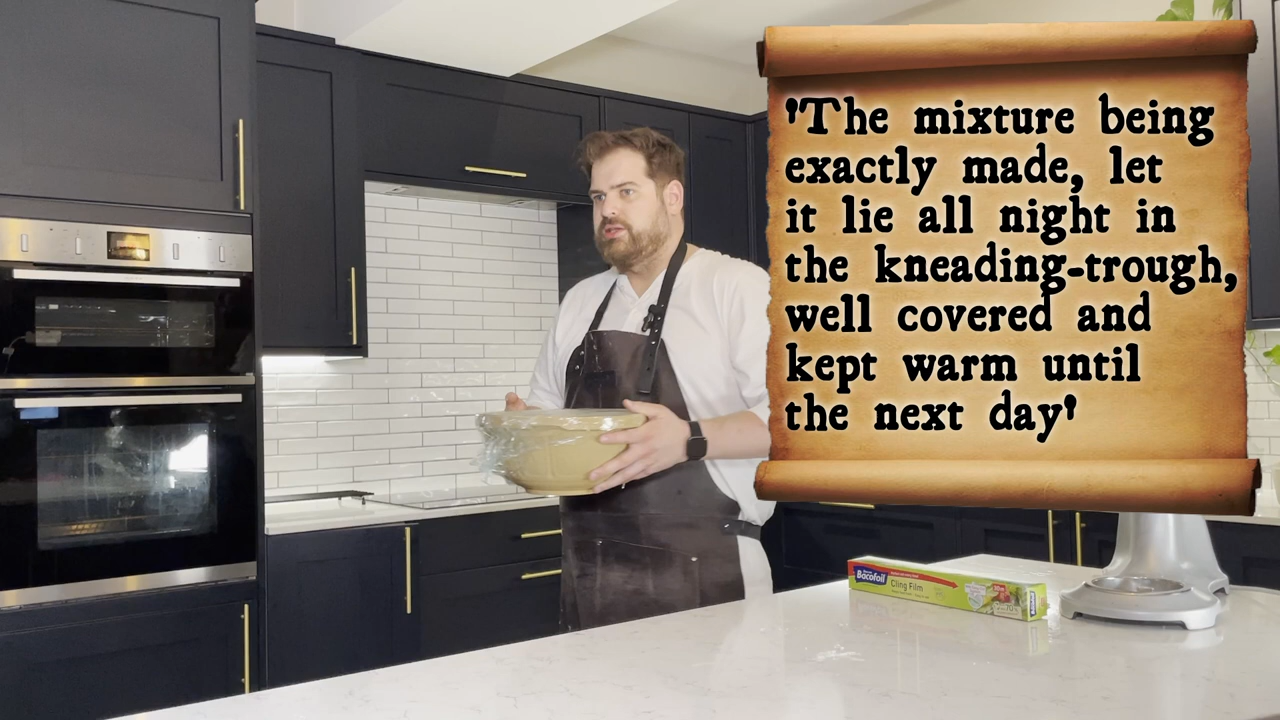 'The mixture being
exactly made, let
it lie all night in
the kneading-trough,
well covered and
kept warm until
the next day'
Bacofoil
Cling Film